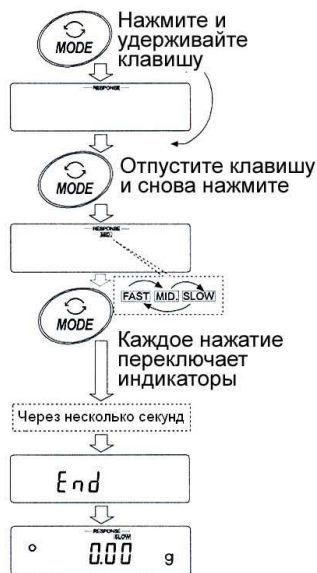 Нажмите и
удерживайте
клавишу
MODE
RESPONSE
Отпустите клавишу
и снова нажмите
MODE
RESPONSE
MID.
FAST MID. SLOW
MODE
Каждое нажатие
переключает
индикаторы
Через несколько секунд
End
RESPONSE
SLOW
0.00 g